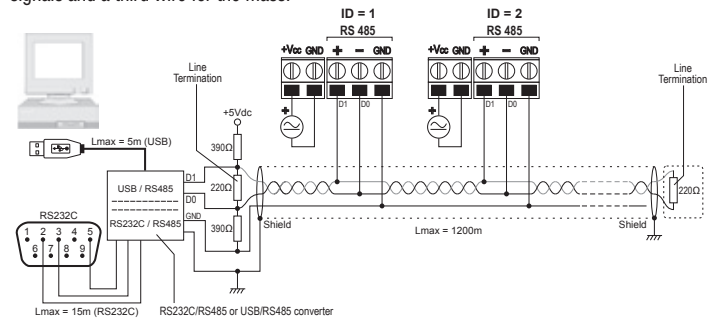 signals and a third wire for the mass.
ID = 1
ID = 2
RS 485
RS 485
+Vcc GND + − GND
+Vcc GND + − GND
Line
Termination
Line
Termination
D1 D0
D1 D0
+5Vdc
390Ω
Lmax = 5m (USB)
D1
220Ω
220Ω
USB / RS485
D0
GND
RS232C
RS232C / RS485
390Ω
Shield
Shield
Lmax = 1200m
1 2 3 4 5
6 7 8 9
Lmax = 15m (RS232C)
RS232C/RS485 or USB/RS485 converter